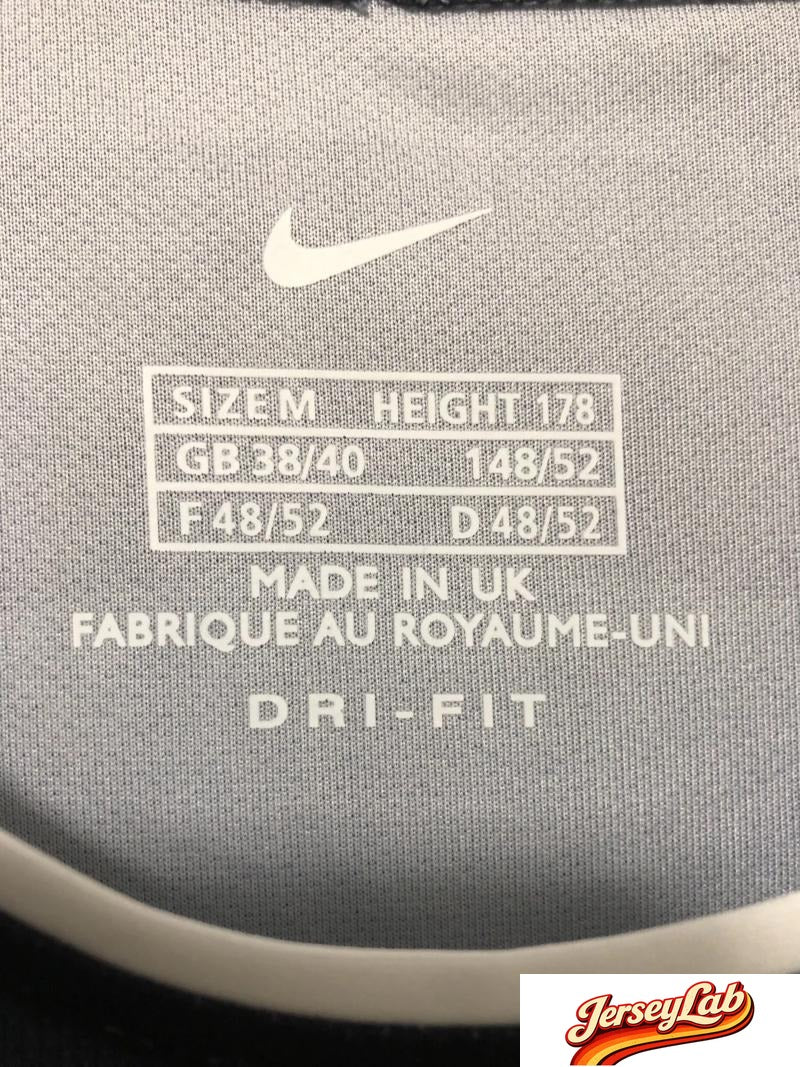 SIZE M HEIGHT 178
GB 38/40 148/52
F 48/52 D 48/52
MADE IN UK
FABRIQUE AU ROYAUME-UNI
DRI-FIT
JerseyLab